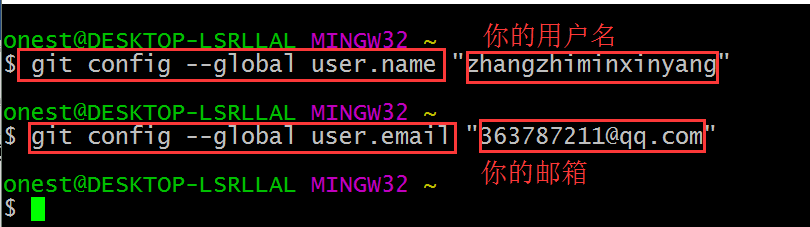 onest@DESKTOP-LSRLLAL MINGW32 ~ 你的用户名
$ git config --global user.name "zhangzhiminxinyang"
onest@DESKTOP-LSRLLAL MINGW32 ~
$ git config --global user.email "363787211@qq.com"
onest@DESKTOP-LSRLLAL MINGW32 ~ 你的邮箱
$